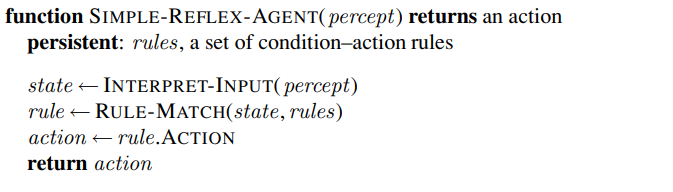 function SIMPLE-REFLEX-AGENT(percept) returns an action
persistent: rules, a set of condition–action rules
state ← INTERPRET-INPUT(percept)
rule ← RULE-MATCH(state, rules)
action ← rule.ACTION
return action